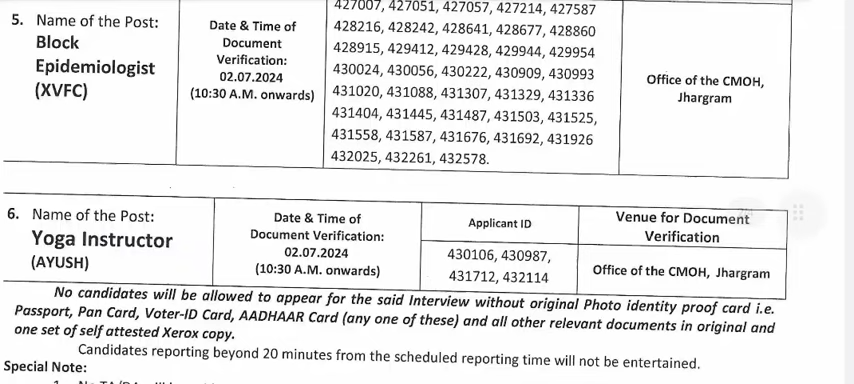 427007, 427051, 427057, 427214, 427587
5. Name of the Post:
Block
Epidemiologist
(XVFC)
Date & Time of
Document
Verification:
02.07.2024
(10:30 A.M. onwards)
428216, 428242, 428641, 428677, 428860
428915, 429412, 429428, 429944, 429954
430024, 430056, 430222, 430909, 430993
431020, 431088, 431307, 431329, 431336
431404, 431445, 431487, 431503, 431525,
431558, 431587, 431676, 431692, 431926
432025, 432261, 432578.
Office of the CMOH,
Jhargram
6. Name of the Post:
Yoga Instructor
(AYUSH)
Date & Time of
Document Verification:
02.07.2024
(10:30 A.M. onwards)
Applicant ID
430106, 430987,
431712, 432114
Venue for Document
Verification
Office of the CMOH, Jhargram
No candidates will be allowed to appear for the said Interview without original Photo identity proof card i.e.
Passport, Pan Card, Voter-ID Card, AADHAAR Card (any one of these) and all other relevant documents in original and
one set of self attested Xerox copy.
Candidates reporting beyond 20 minutes from the scheduled reporting time will not be entertained.
Special Note: